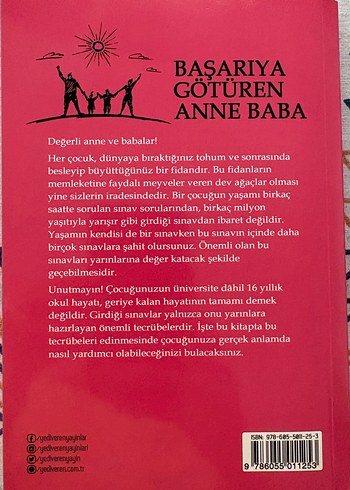 BAŞARIYA
GÖTÜREN
ANNE BABA
Değerli anne ve babalar!
Her çocuk, dünyaya bıraktığınız tohum ve sonrasında
besleyip büyüttüğünüz bir fidandır. Bu fidanların
memleketine faydalı meyveler veren dev ağaçlar olması
yine sizlerin iradesindedir. Bir çocuğun yaşamı birkaç
saatte sorulan sınav sorularından, birkaç milyon
yaşıtıyla yarışır gibi girdiği sınavdan ibaret değildir.
Yaşamın kendisi de bir sınavken bu sınavın içinde daha
birçok sınavlara şahit olursunuz. Önemli olan bu
sınavları yarınlarına değer katacak şekilde
geçebilmesidir.
Unutmayın! Çocuğunuzun üniversite dâhil 16 yıllık
okul hayatı, geriye kalan hayatının tamamı demek
değildir. Girdiği sınavlar yalnızca onu yarınlara
hazırlayan önemli tecrübelerdir. İşte bu kitapta bu
tecrübeleri edinmesinde çocuğunuza gerçek anlamda
nasıl yardımcı olabileceğinizi bulacaksınız.
/yediverenyayinlar
/yediverenyayinlari
/yediverenyayin
/yediveren.com.tr
9 786055 011253